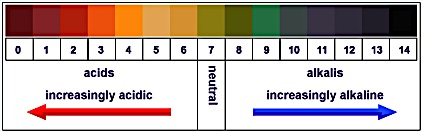 0 1 2 3 4 5 6 7 8 9 10 11 12 13 14
acids neutral alkalis
increasingly acidic increasingly alkaline